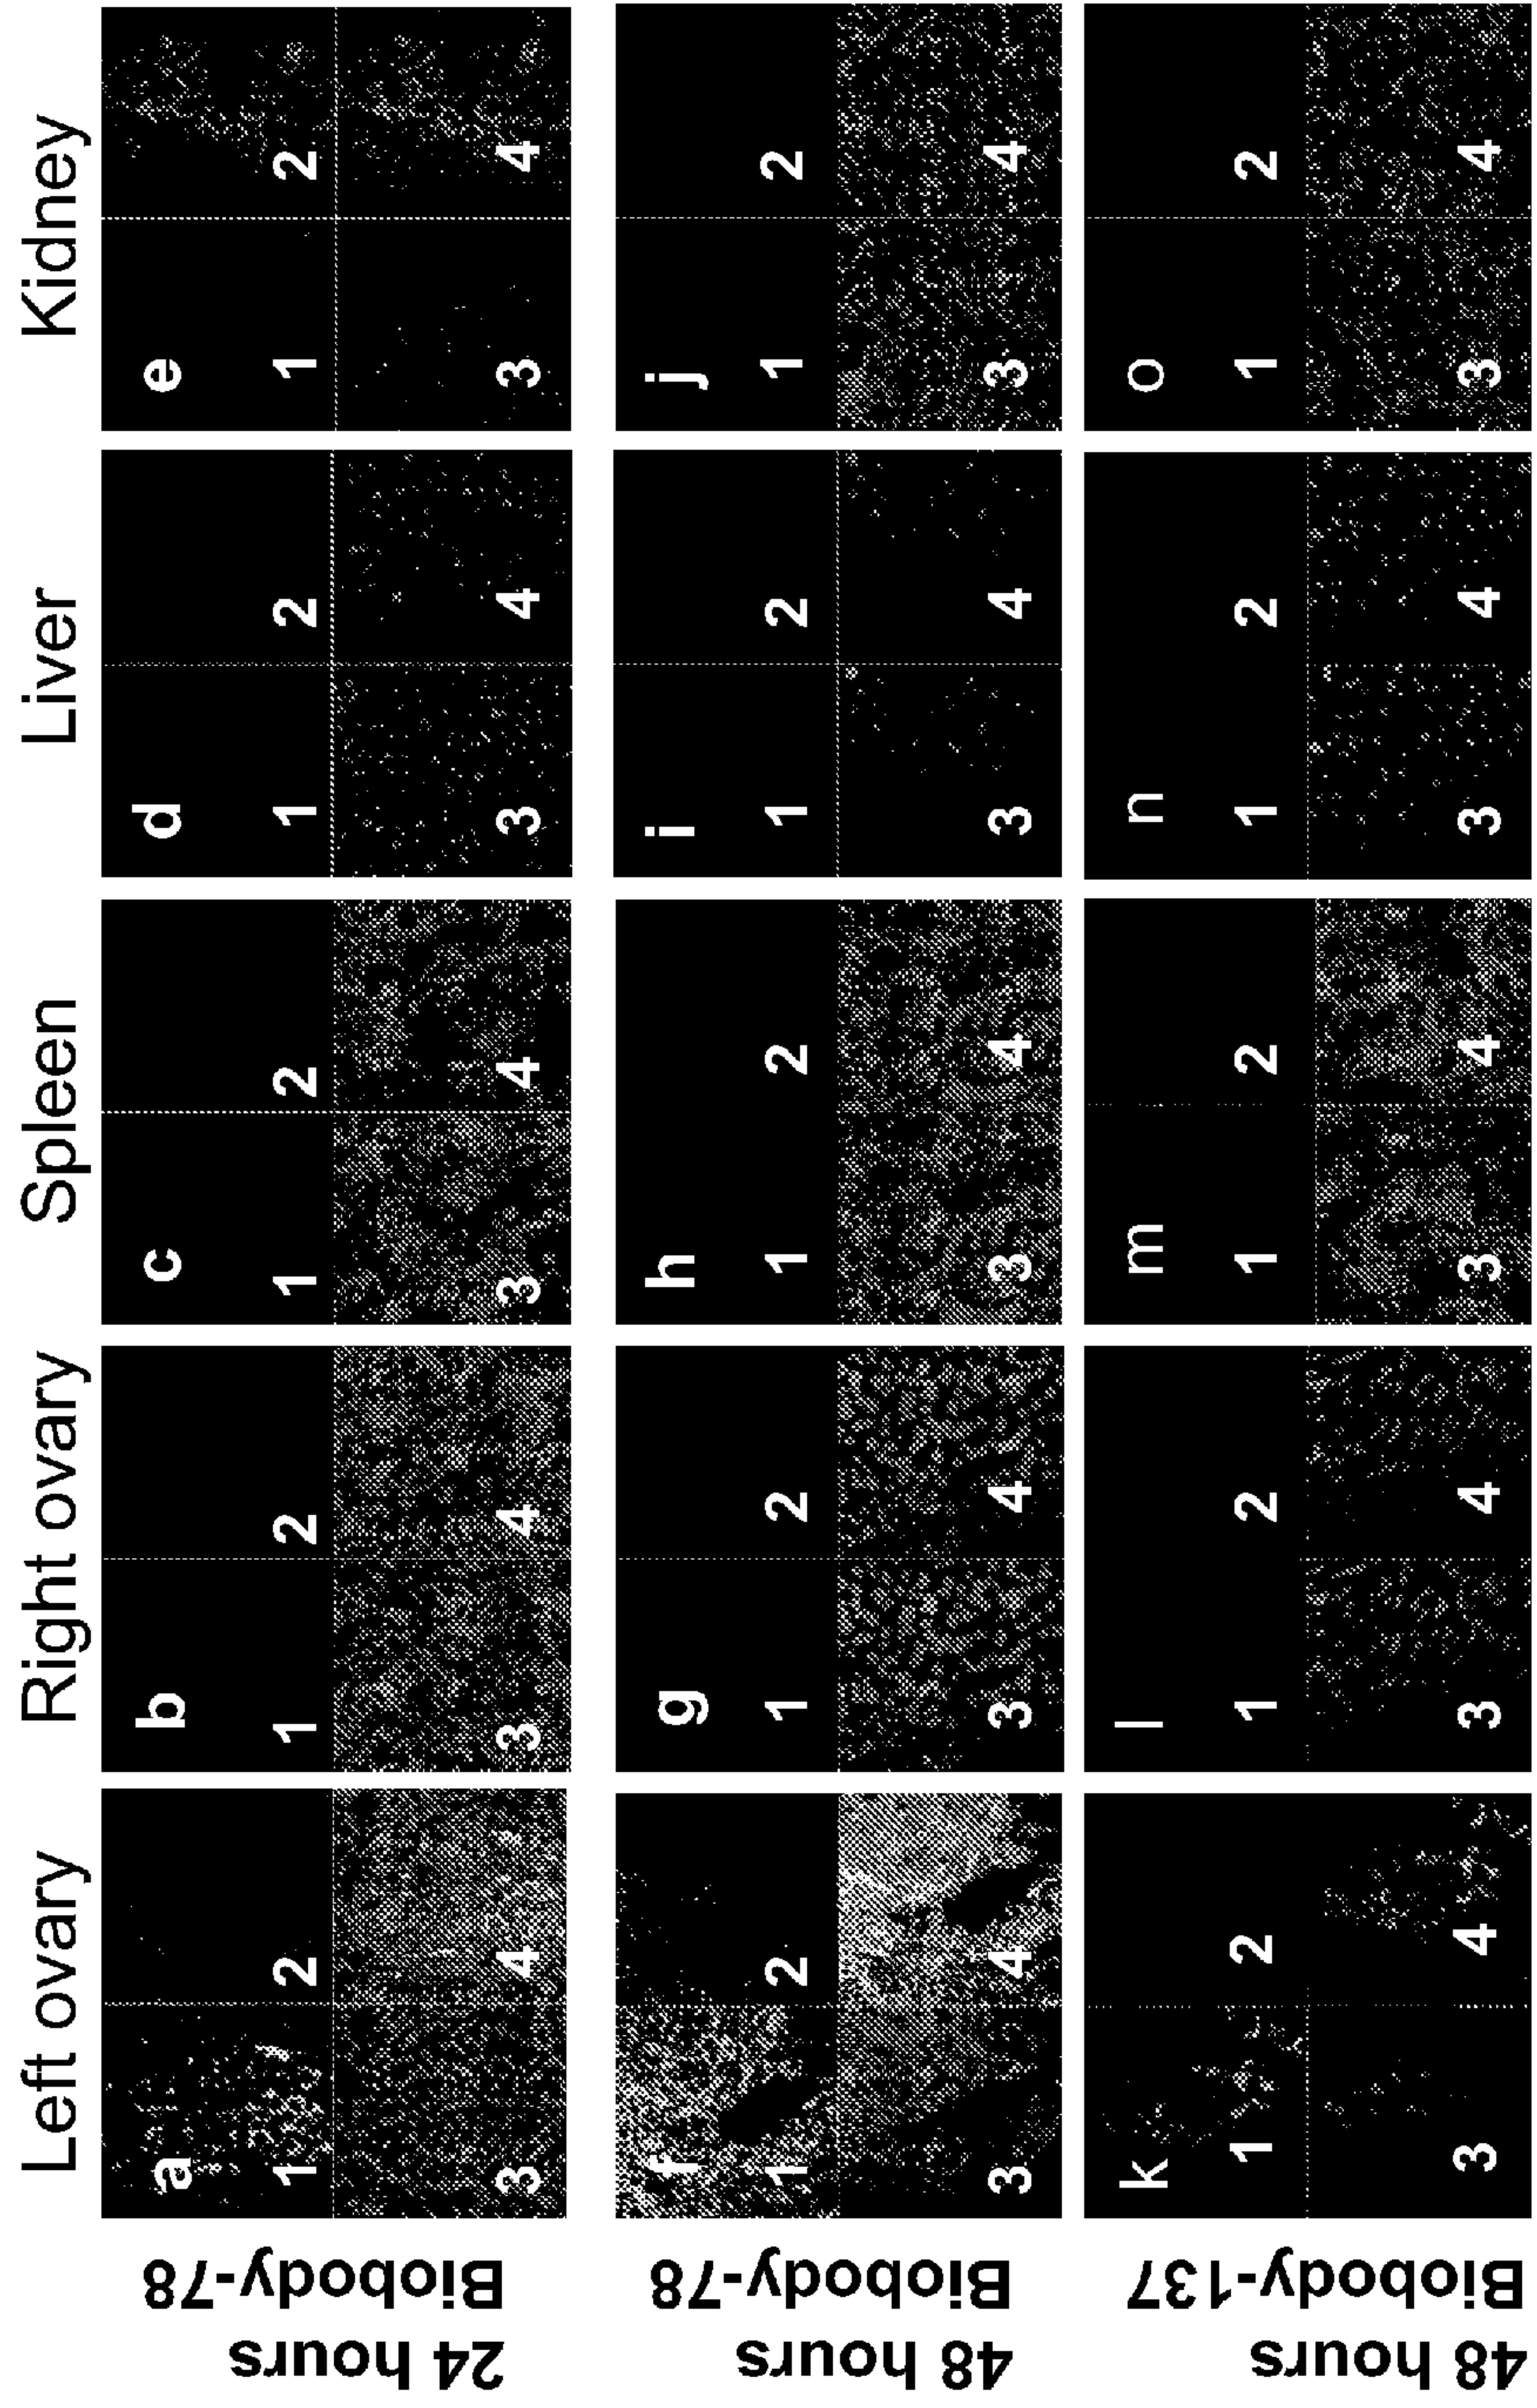 Left ovary Right ovary Spleen Liver Kidney
24 hours
Biobody-78
a b c d e
1 2 1 2 1 2 1 2 1 2
3 4 3 4 3 4 3 4 3 4
48 hours
Biobody-78
f g h i j
1 2 1 2 1 2 1 2 1 2
3 4 3 4 3 4 3 4 3 4
48 hours
Biobody-137
k l m n o
1 2 1 2 1 2 1 2 1 2
3 4 3 4 3 4 3 4 3 4